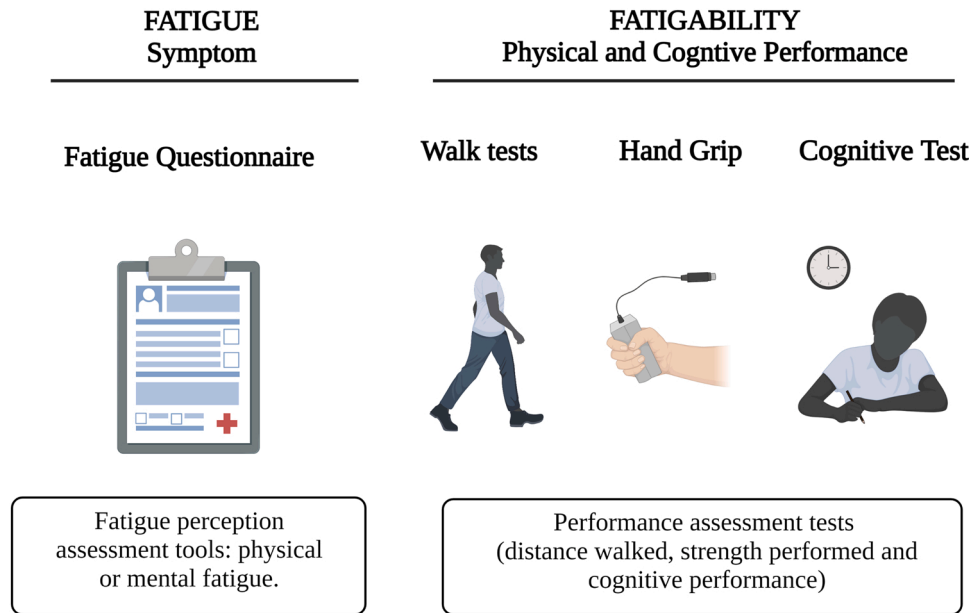 FATIGUE
Symptom
FATIGABILITY
Physical and Cogntive Performance
Fatigue Questionnaire
Walk tests
Hand Grip
Cognitive Test
Fatigue perception
assessment tools: physical
or mental fatigue.
Performance assessment tests
(distance walked, strength performed and
cognitive performance)